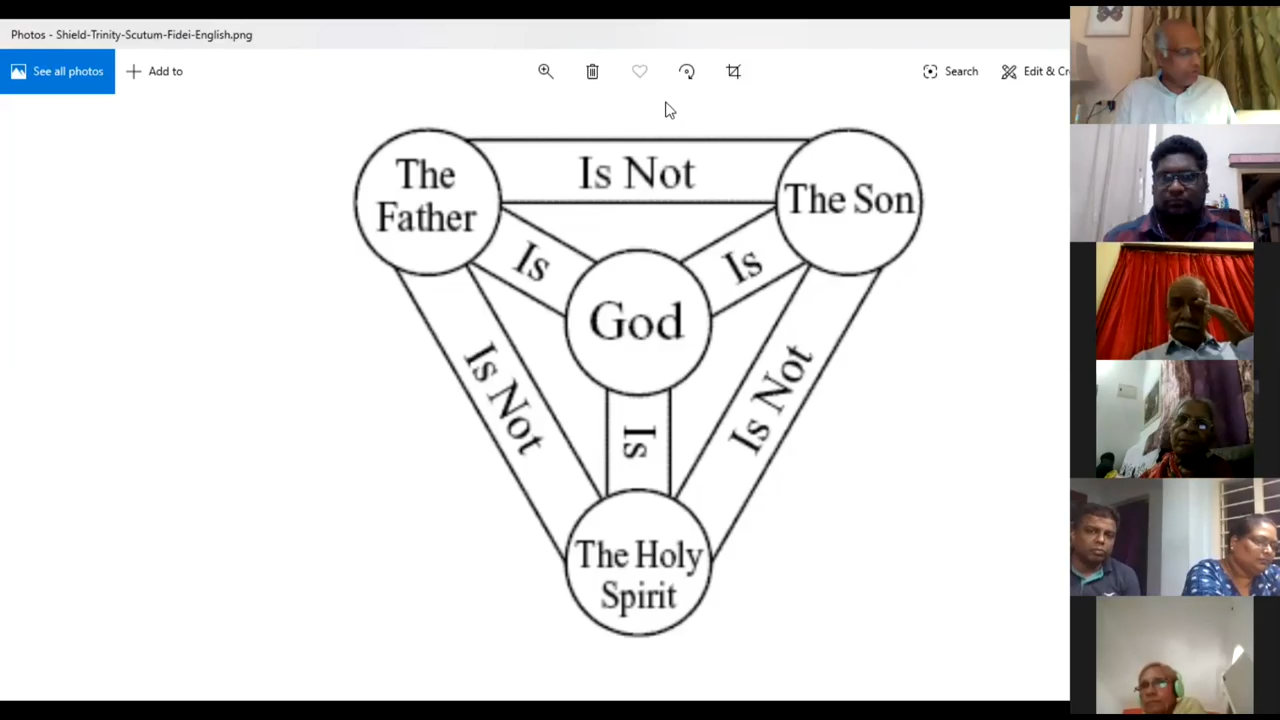 Photos - Shield-Trinity-Scutum-Fidei-English.png
See all photos
Add to
Search
Edit & Cr
The
Father
Is Not
The Son
Is
Is
God
Is Not
Is Not
Is
The Holy
Spirit